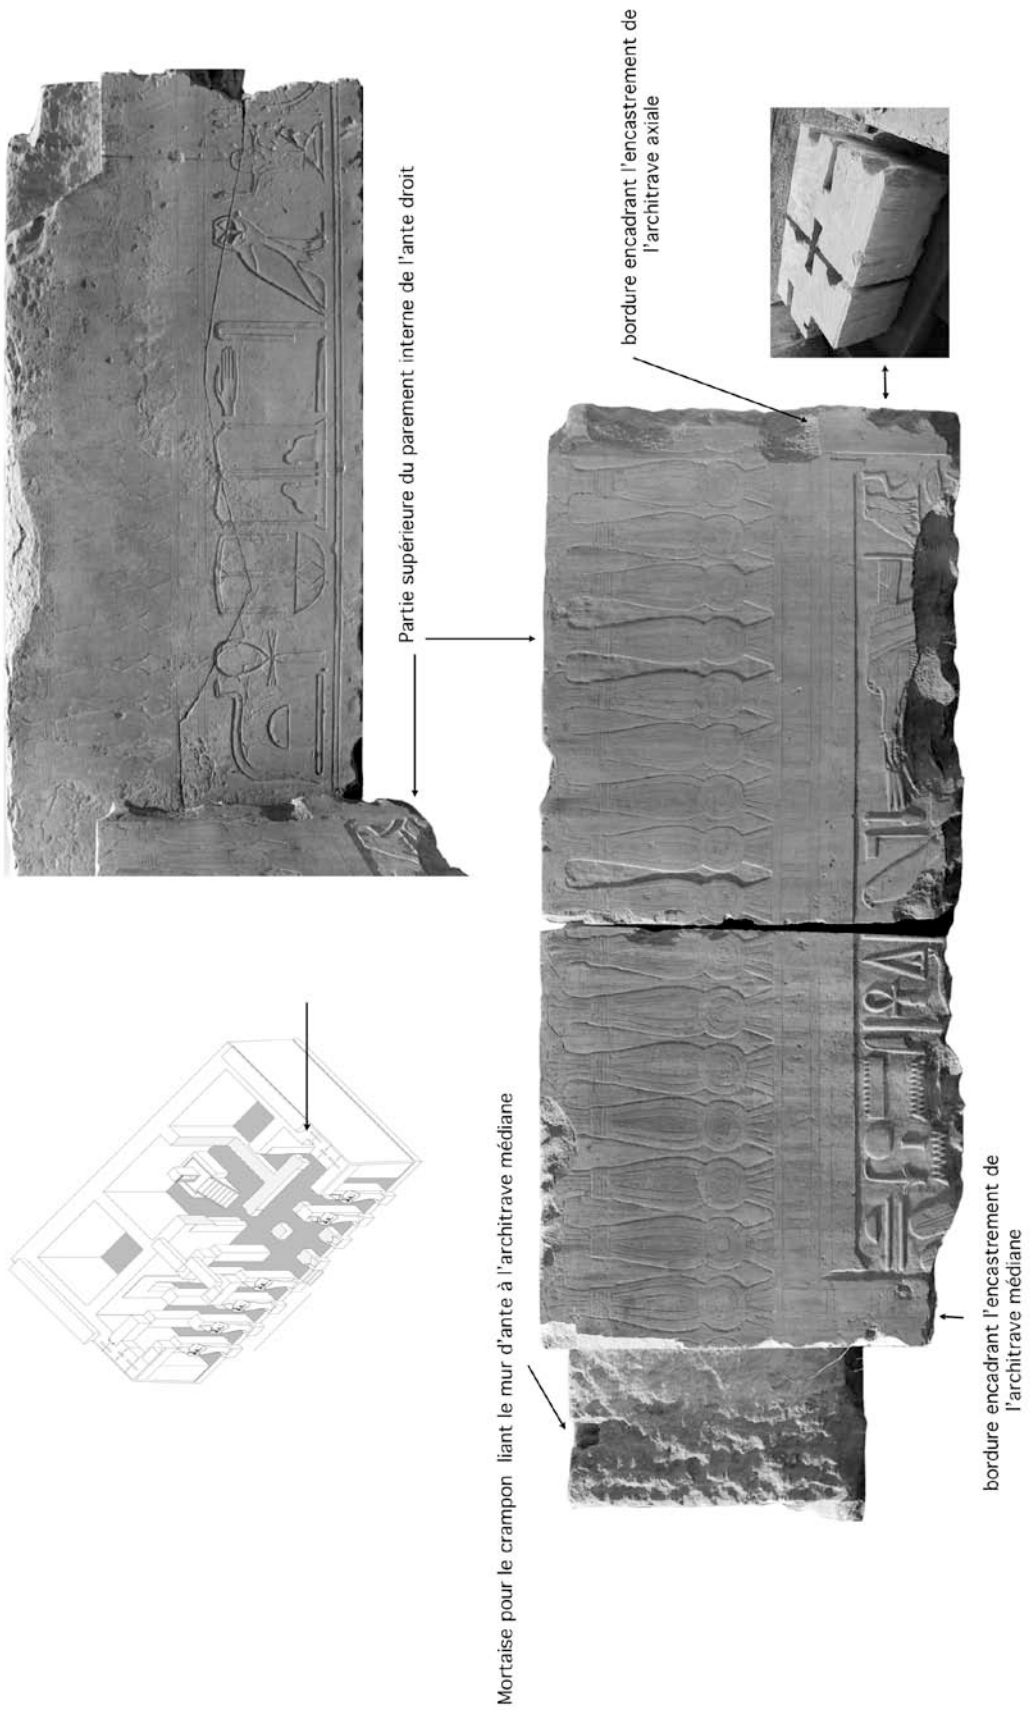 Partie supérieure du parement interne de l'ante droit
bordure encadrant l'encastrement de
l'architrave axiale
Mortaise pour le crampon liant le mur d'ante à l'architrave médiane
bordure encadrant l'encastrement de
l'architrave médiane